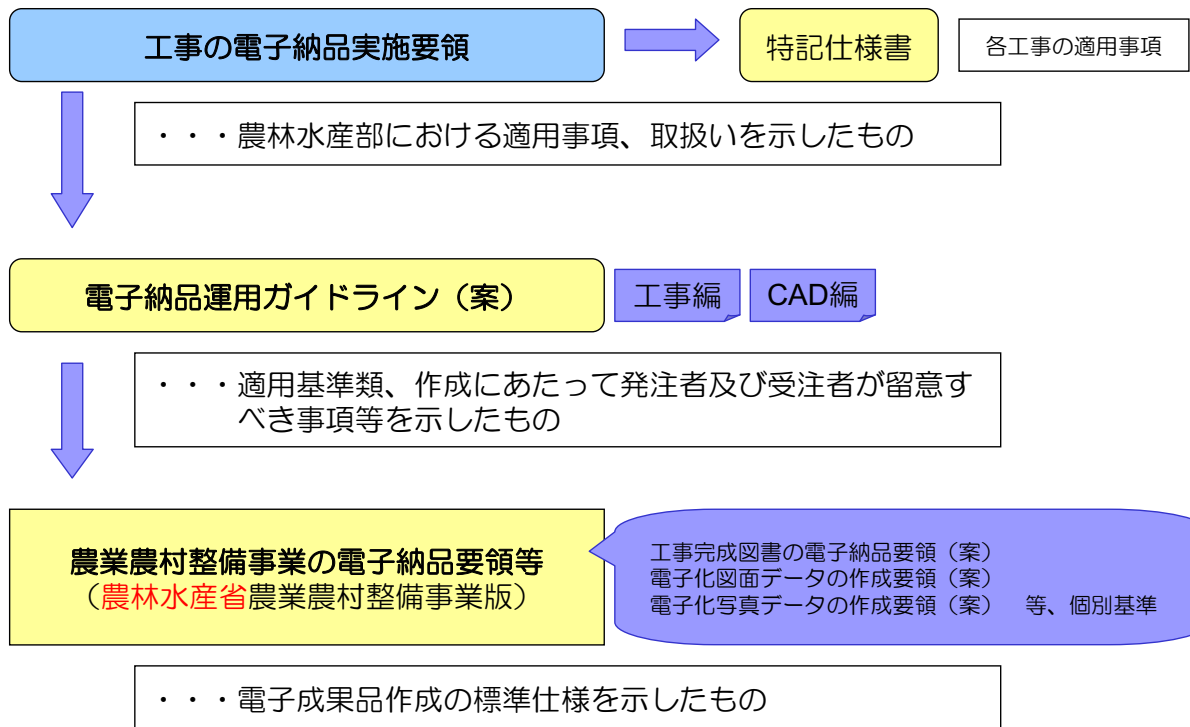 工事の電子納品実施要領
特記仕様書
各工事の適用事項
・・・農林水産部における適用事項、取扱いを示したもの
電子納品運用ガイドライン（案）
工事編
CAD編
・・・適用基準類、作成にあたって発注者及び受注者が留意す
べき事項等を示したもの
農業農村整備事業の電子納品要領等
（農林水産省農業農村整備事業版）
工事完成図書の電子納品要領（案）
電子化図面データの作成要領（案）
電子化写真データの作成要領（案）　等、個別基準
・・・電子成果品作成の標準仕様を示したもの